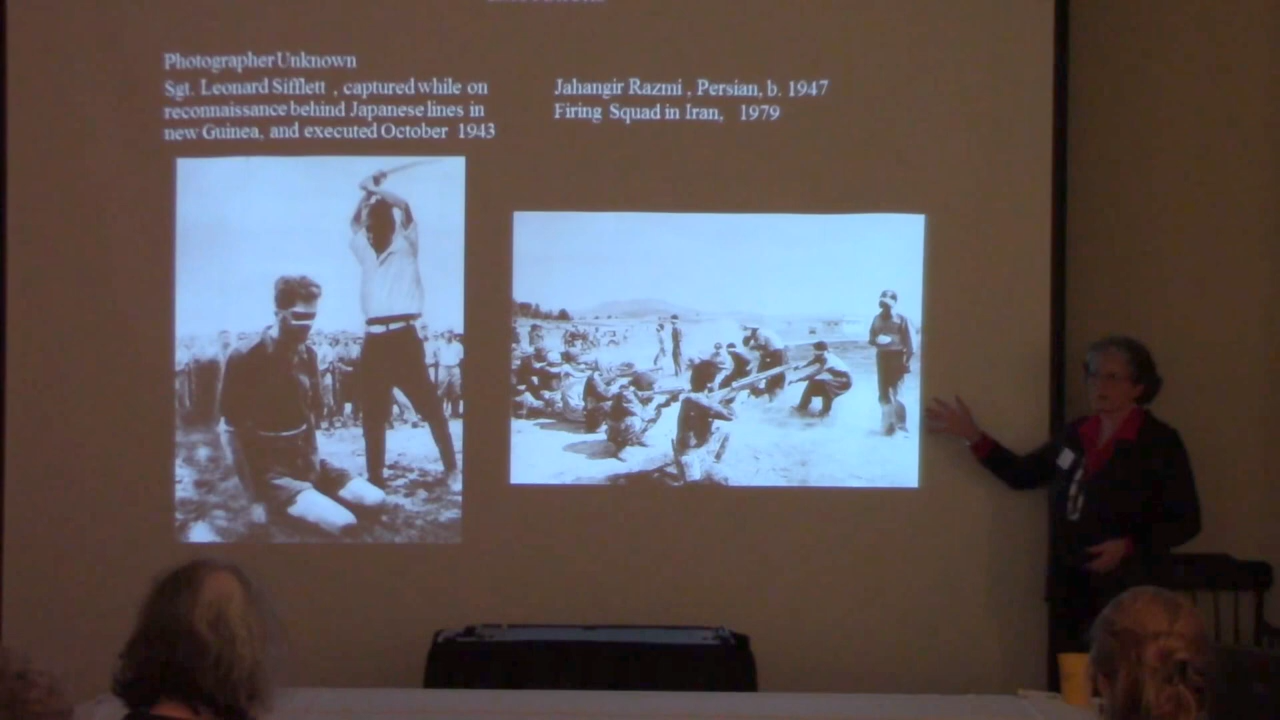 Photographer Unknown
Sgt. Leonard Sifflett , captured while on
reconnaissance behind Japanese lines in
new Guinea, and executed October 1943
Jahangir Razmi , Persian, b. 1947
Firing Squad in Iran, 1979